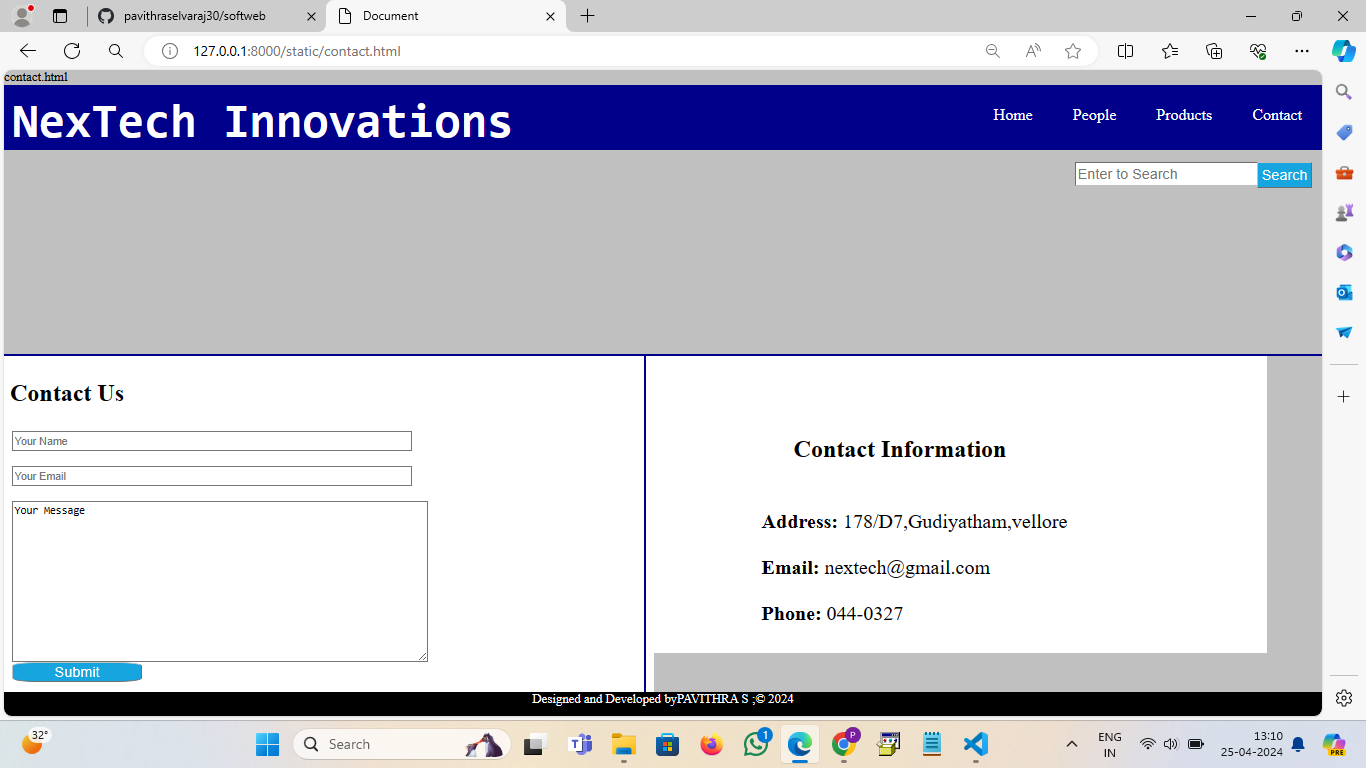 pavithraselvaraj30/softweb
Document
127.0.0.1:8000/static/contact.html
contact.html
NexTech Innovations
Home People Products Contact
Enter to Search Search
Contact Us
Your Name
Your Email
Your Message
Submit
Contact Information
Address: 178/D7,Gudiyatham,vellore
Email: nextech@gmail.com
Phone: 044-0327
Designed and Developed byPAVITHRA S ;© 2024
32°
Search
1
P
ENG
IN
13:10
25-04-2024
PRE